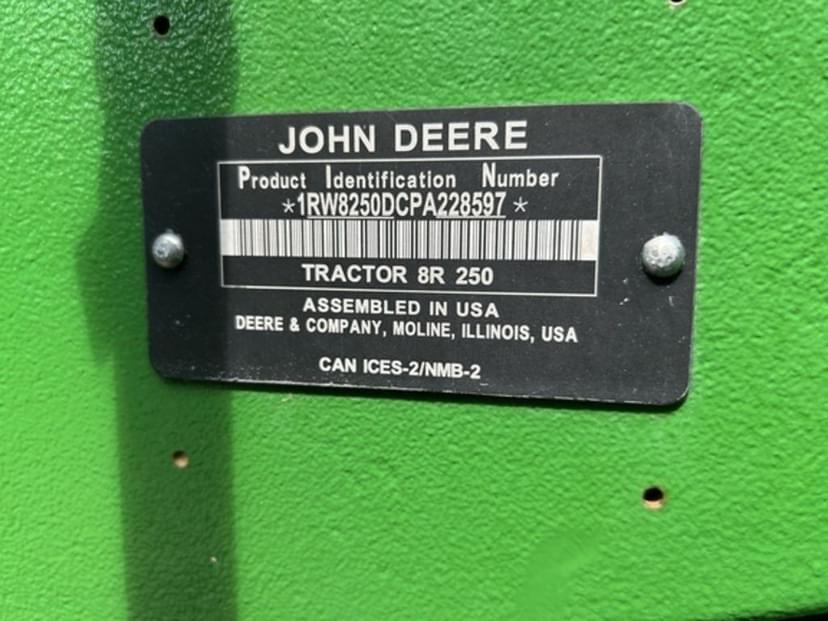 JOHN DEERE
Product Identification Number
*1RW8250DCPA228597*
TRACTOR 8R 250
ASSEMBLED IN USA
DEERE & COMPANY, MOLINE, ILLINOIS, USA
CAN ICES-2/NMB-2